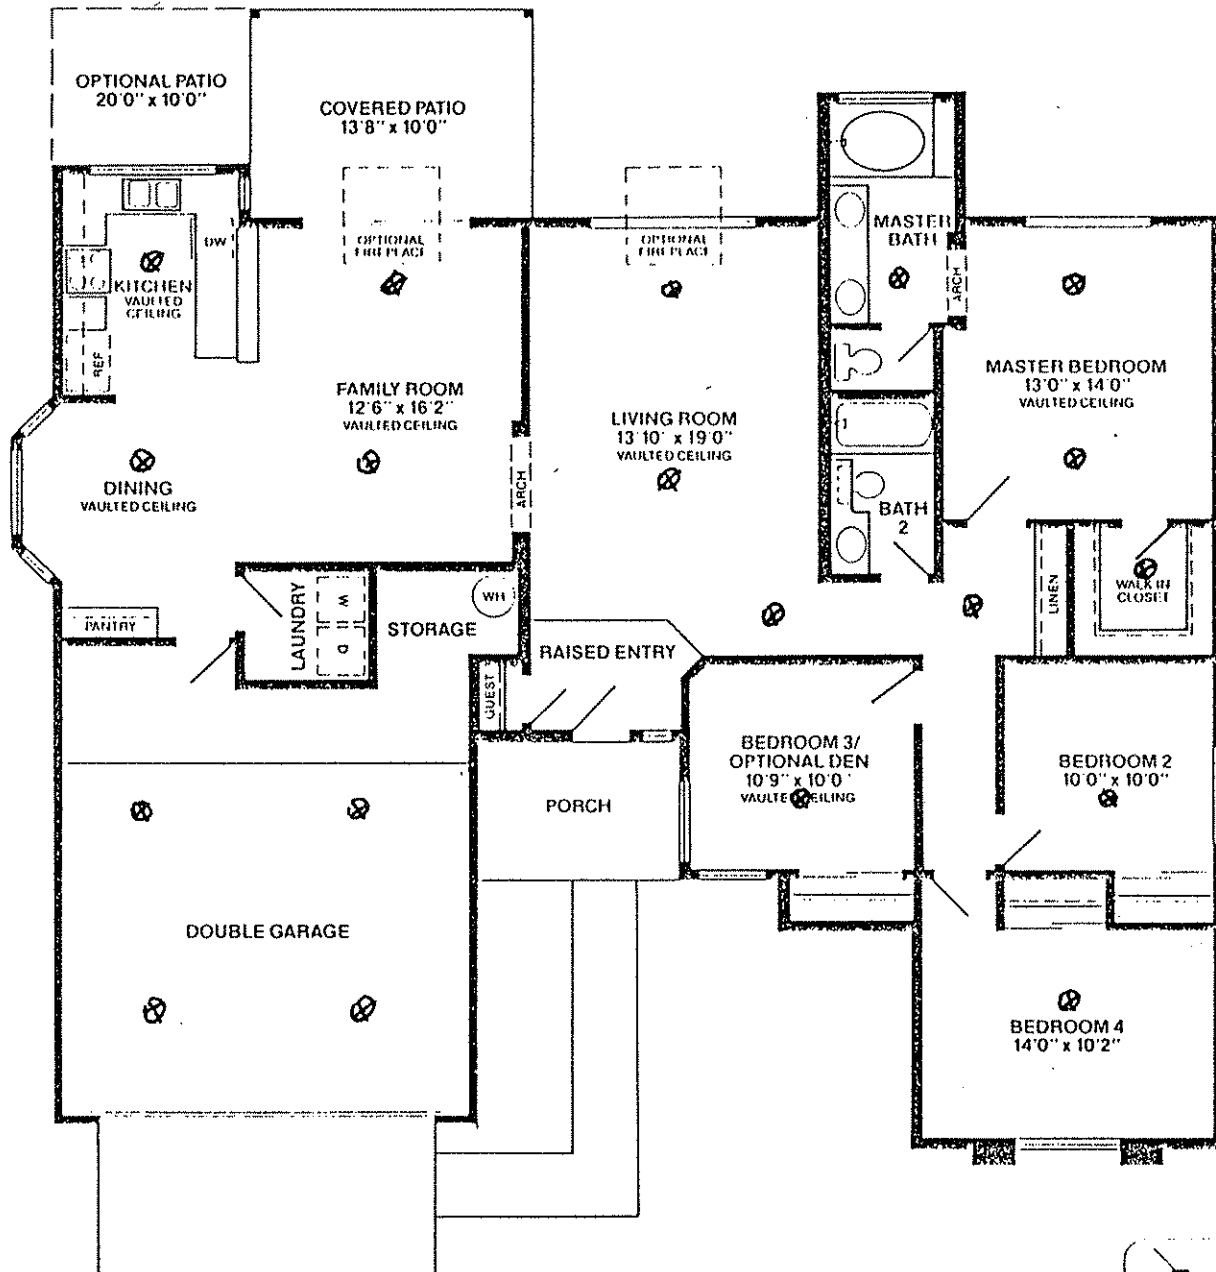 OPTIONAL PATIO
20'0" x 10'0"
COVERED PATIO
13'8" x 10'0"
OPTIONAL
FIREPLACE
OPTIONAL
FIREPLACE
MASTER
BATH
ARCH
DW
KITCHEN
VAULTED
CEILING
REF
FAMILY ROOM
12'6" x 16'2"
VAULTED CEILING
LIVING ROOM
13'10' x 19'0"
VAULTED CEILING
MASTER BEDROOM
13'0" x 14'0"
VAULTED CEILING
DINING
VAULTED CEILING
ARCH
BATH
2
LINEN
WALK IN
CLOSET
PANTRY
LAUNDRY
W
D
STORAGE
WH
RAISED ENTRY
GUEST
BEDROOM 3/
OPTIONAL DEN
10'9" x 10'0'
VAULTE EILING
BEDROOM 2
10'0" x 10'0"
PORCH
DOUBLE GARAGE
BEDROOM 4
14'0" x 10'2"